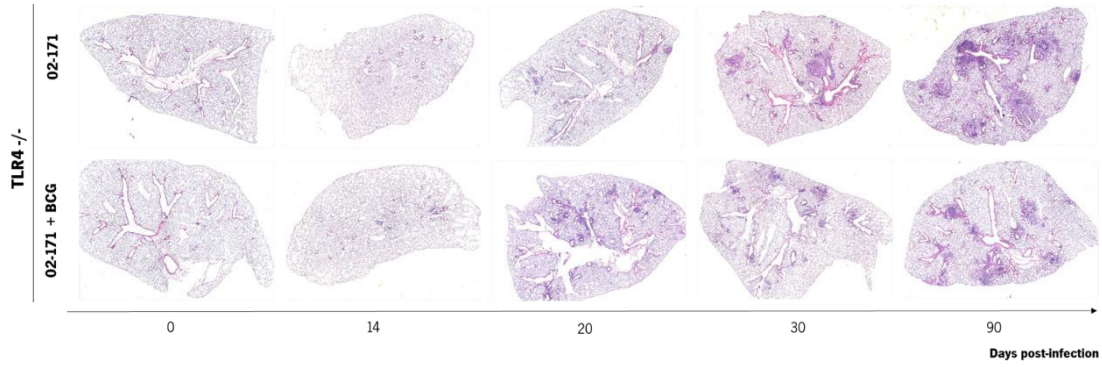 TLR4 -/-
02-171
02-171 + BCG
0
14
20
30
90
Days post-infection